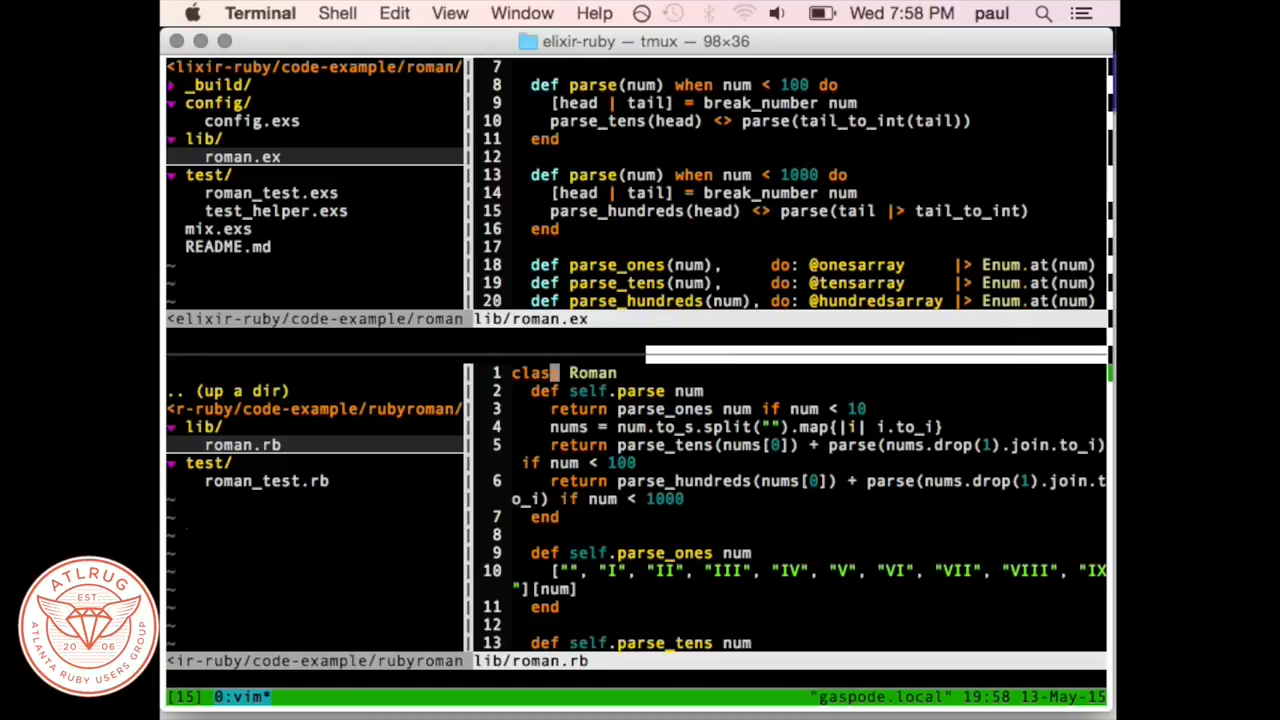 Terminal Shell Edit View Window Help Wed 7:58 PM paul
elixir-ruby — tmux — 98×36
<lixir-ruby/code-example/roman/
_build/
config/
config.exs
lib/
roman.ex
test/
roman_test.exs
test_helper.exs
mix.exs
README.md
~
~
~
<elixir-ruby/code-example/roman
7
8 def parse(num) when num < 100 do
9 [head | tail] = break_number num
10 parse_tens(head) <> parse(tail_to_int(tail))
11 end
12
13 def parse(num) when num < 1000 do
14 [head | tail] = break_number num
15 parse_hundreds(head) <> parse(tail |> tail_to_int)
16 end
17
18 def parse_ones(num), do: @onesarray |> Enum.at(num)
19 def parse_tens(num), do: @tensarray |> Enum.at(num)
20 def parse_hundreds(num), do: @hundredsarray |> Enum.at(num)
lib/roman.ex
.. (up a dir)
<r-ruby/code-example/rubyroman/
lib/
roman.rb
test/
roman_test.rb
~
~
~
~
~
~
~
~
~
<ir-ruby/code-example/rubyroman
1 class Roman
2 def self.parse num
3 return parse_ones num if num < 10
4 nums = num.to_s.split("").map{|i| i.to_i}
5 return parse_tens(nums[0]) + parse(nums.drop(1).join.to_i)
if num < 100
6 return parse_hundreds(nums[0]) + parse(nums.drop(1).join.t
o_i) if num < 1000
7 end
8
9 def self.parse_ones num
10 ["", "I", "II", "III", "IV", "V", "VI", "VII", "VIII", "IX
"][num]
11 end
12
13 def self.parse_tens num
lib/roman.rb
[15] 0:vim* "gaspode.local" 19:58 13-May-15
ATLRUG
EST.
20 06
ATLANTA RUBY USERS GROUP